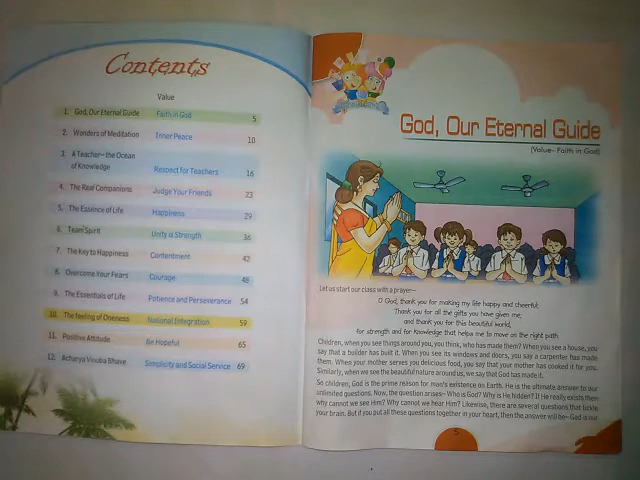 Contents
Value
1. God, Our Eternal Guide Faith in God 5
2. Wonders of Meditation Inner Peace 10
3. A Teacher–the Ocean
of Knowledge Respect for Teachers 16
4. The Real Companions Judge Your Friends 23
5. The Essence of Life Happiness 29
6. Team Spirit Unity is Strength 36
7. The Key to Happiness Contentment 42
8. Overcome Your Fears Courage 48
9. The Essentials of Life Patience and Perseverance 54
10. The feeling of Oneness National Integration 59
11. Positive Attitude Be Hopeful 65
12. Acharya Vinoba Bhave Simplicity and Social Service 69
God, Our Eternal Guide
(Value- Faith in God)
Let us start our class with a prayer—
O God, thank you for making my life happy and cheerful;
Thank you for all the gifts you have given me;
and thank you for this beautiful world,
for strength and for knowledge that helps me to move on the right path.
Children, when you see things around you, you think, who has made them? When you see a house, you
say that a builder has built it. When you see its windows and doors, you say a carpenter has made
them. When your mother serves you delicious food, you say that your mother has cooked it for you.
Similarly, when we see the beautiful nature around us, we say that God has made it.
So children, God is the prime reason for man's existence on Earth. He is the ultimate answer to our
unlimited questions. Now, the question arises— Who is God? Why is He hidden? If He really exists then
why cannot we see Him? Why cannot we hear Him? Likewise, there are several questions that tickle
your brain. But if you put all these questions together in your heart, then the answer will be– God is our
5